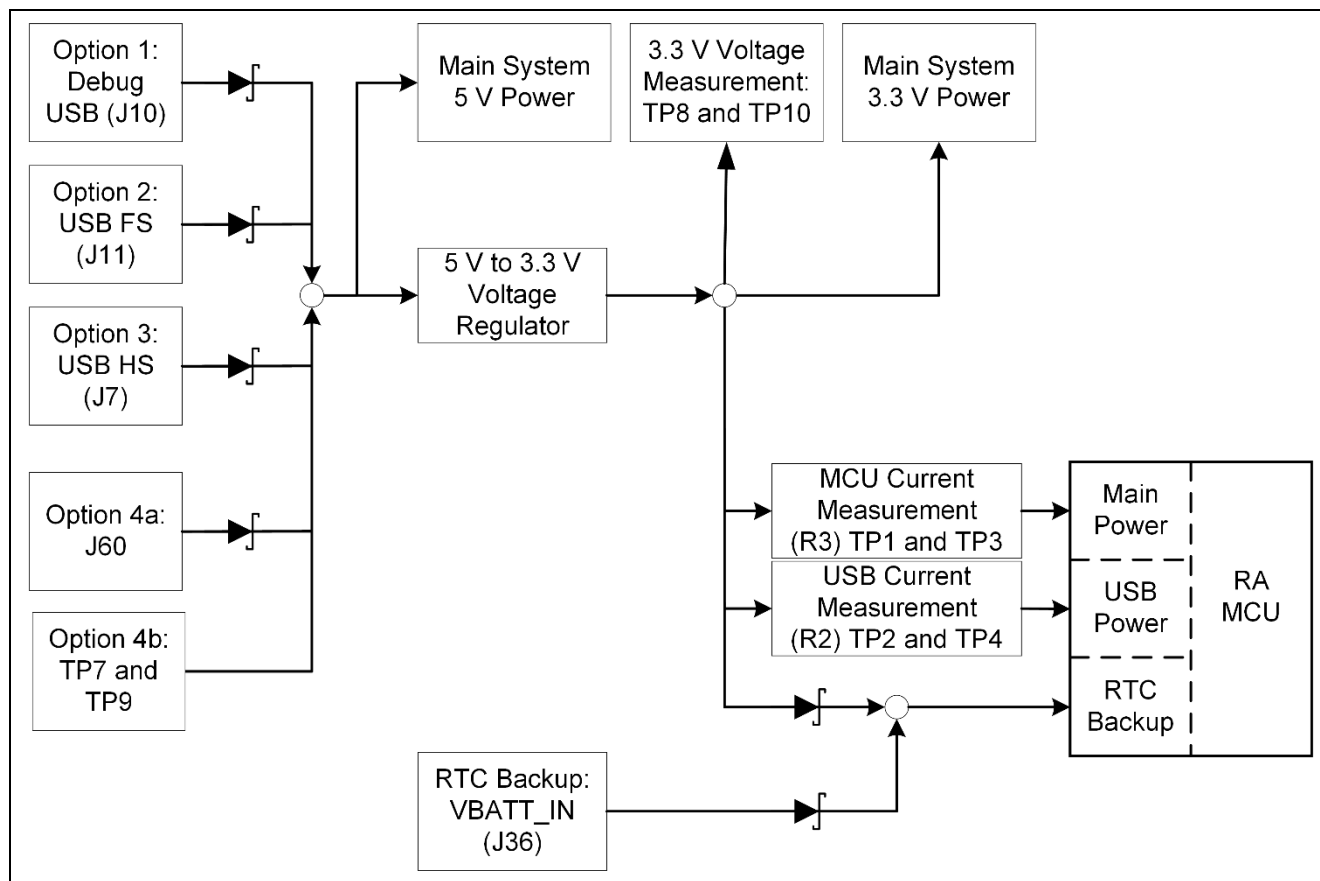 Option 1:
Debug
USB (J10)
Option 2:
USB FS
(J11)
Option 3:
USB HS
(J7)
Option 4a:
J60
Option 4b:
TP7 and
TP9
Main System
5 V Power
5 V to 3.3 V
Voltage
Regulator
3.3 V Voltage
Measurement:
TP8 and TP10
Main System
3.3 V Power
MCU Current
Measurement
(R3) TP1 and TP3
USB Current
Measurement
(R2) TP2 and TP4
Main
Power
USB
Power
RTC
Backup
RA
MCU
RTC Backup:
VBATT_IN
(J36)